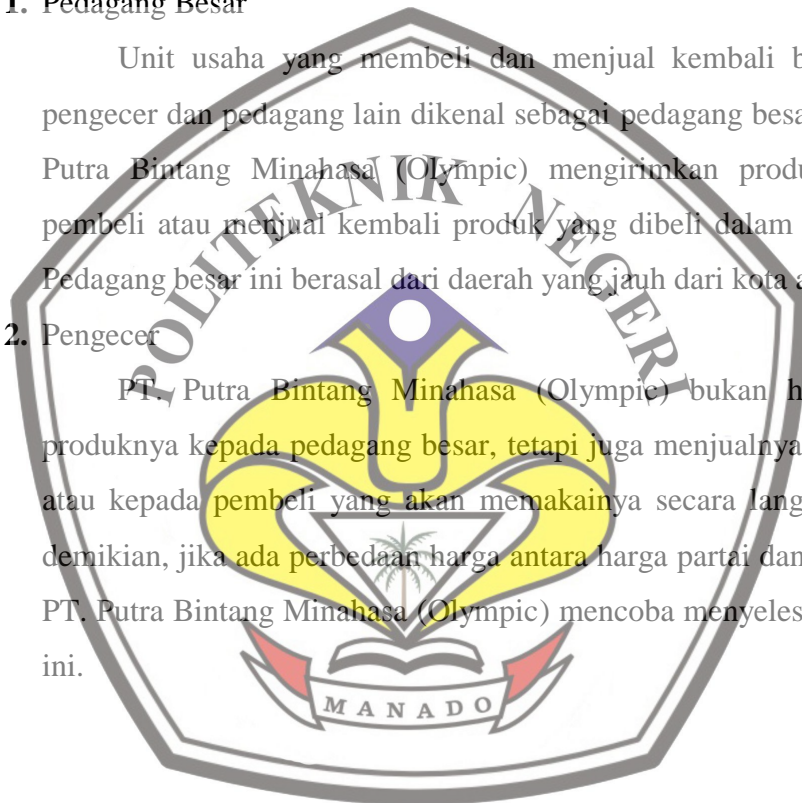 1. Pedagang Besar
Unit usaha yang membeli dan menjual kembali b
pengecer dan pedagang lain dikenal sebagai pedagang besa
Putra Bintang Minahasa (Olympic) mengirimkan produ
pembeli atau menjual kembali produk yang dibeli dalam
Pedagang besar ini berasal dari daerah yang jauh dari kota a
2. Pengecer
PT. Putra Bintang Minahasa (Olympic) bukan h
produknya kepada pedagang besar, tetapi juga menjualnya
atau kepada pembeli yang akan memakainya secara lang
demikian, jika ada perbedaan harga antara harga partai dan
PT. Putra Bintang Minahasa (Olympic) mencoba menyeles
ini.
POLITEKNIK NEGERI
MANADO